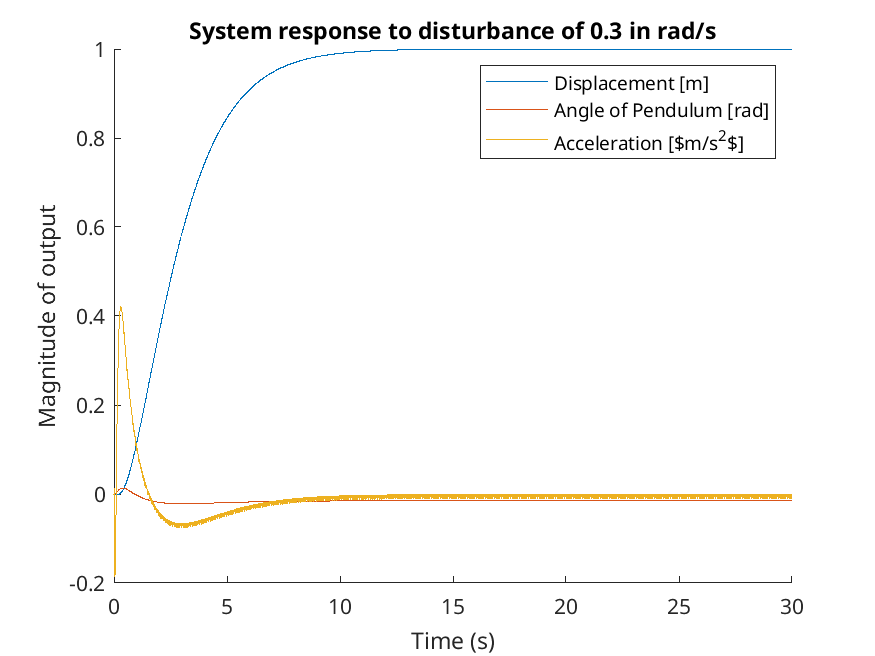 System response to disturbance of 0.3 in rad/s
1
0.8
0.6
0.4
0.2
0
-0.2
Magnitude of output
Displacement [m]
Angle of Pendulum [rad]
Acceleration [$m/s²$]
0 5 10 15 20 25 30
Time (s)